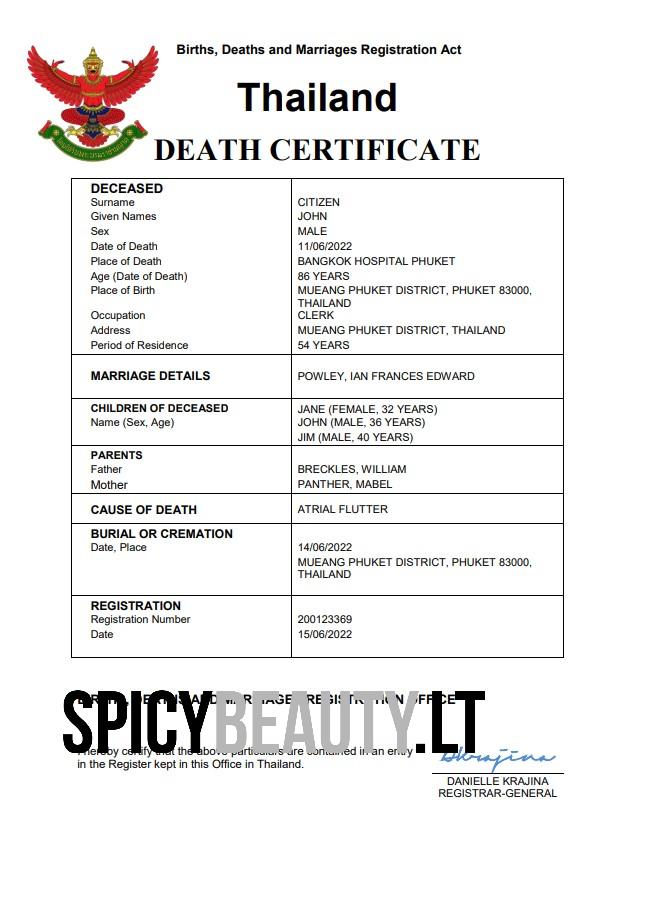 Births, Deaths and Marriages Registration Act
Thailand
DEATH CERTIFICATE
DECEASED
Surname CITIZEN
Given Names JOHN
Sex MALE
Date of Death 11/06/2022
Place of Death BANGKOK HOSPITAL PHUKET
Age (Date of Death) 86 YEARS
Place of Birth MUEANG PHUKET DISTRICT, PHUKET 83000,
THAILAND
Occupation CLERK
Address MUEANG PHUKET DISTRICT, THAILAND
Period of Residence 54 YEARS
MARRIAGE DETAILS POWLEY, IAN FRANCES EDWARD
CHILDREN OF DECEASED JANE (FEMALE, 32 YEARS)
Name (Sex, Age) JOHN (MALE, 36 YEARS)
JIM (MALE, 40 YEARS)
PARENTS
Father BRECKLES, WILLIAM
Mother PANTHER, MABEL
CAUSE OF DEATH ATRIAL FLUTTER
BURIAL OR CREMATION
Date, Place 14/06/2022
MUEANG PHUKET DISTRICT, PHUKET 83000,
THAILAND
REGISTRATION
Registration Number 200123369
Date 15/06/2022
BIRTHS, DEATHS AND MARRIAGES REGISTRATION OFFICE
SPICYBEAUTY.LT
I hereby certify that the above particulars are contained in an entry
in the Register kept in this Office in Thailand.
DKrajina
DANIELLE KRAJINA
REGISTRAR-GENERAL